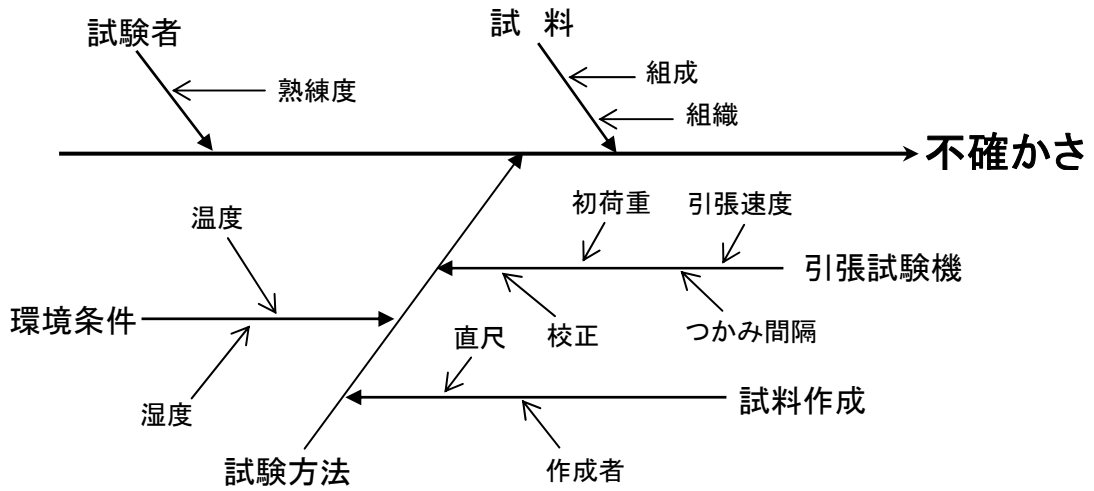 試験者
試 料
熟練度
組成
組織
不確かさ
温度
初荷重
引張速度
引張試験機
環境条件
直尺
校正
つかみ間隔
湿度
試料作成
試験方法
作成者